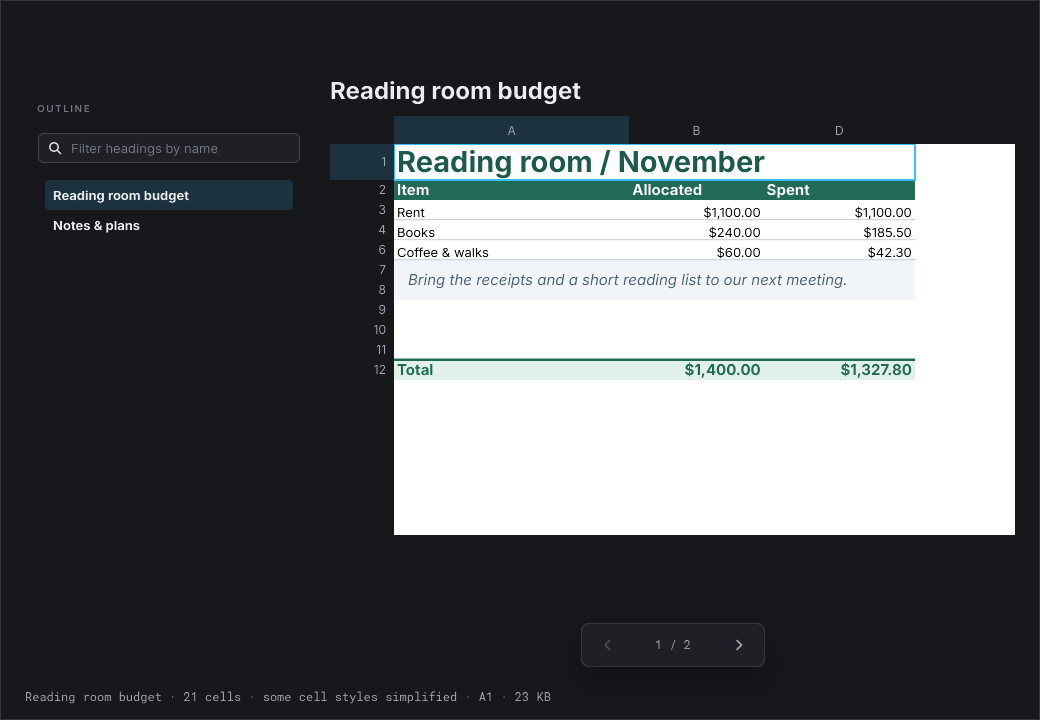 Reading room budget
OUTLINE
Filter headings by name
Reading room budget
Notes & plans
A B D
1 Reading room / November
2 Item Allocated Spent
3 Rent $1,100.00 $1,100.00
4 Books $240.00 $185.50
6 Coffee & walks $60.00 $42.30
7
Bring the receipts and a short reading list to our next meeting.
8
9
10
11
12 Total $1,400.00 $1,327.80
1 / 2
Reading room budget · 21 cells · some cell styles simplified · A1 · 23 KB